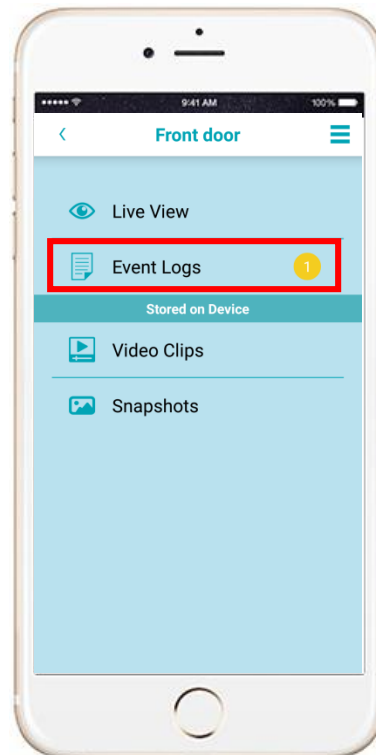 9:41 AM
100%
Front door
Live View
Event Logs
1
Stored on Device
Video Clips
Snapshots